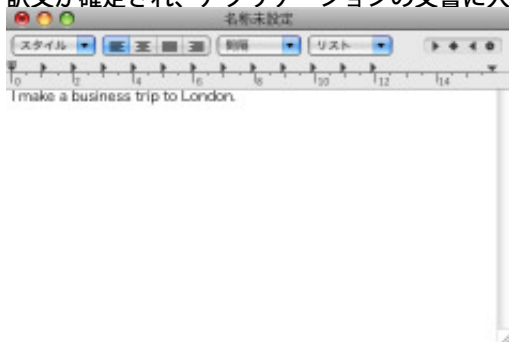 訳文が確定され、アプリケーションの文書に入
名称未設定
スタイル 間隔 リスト
0 2 4 6 8 10 12 14
I make a business trip to London.